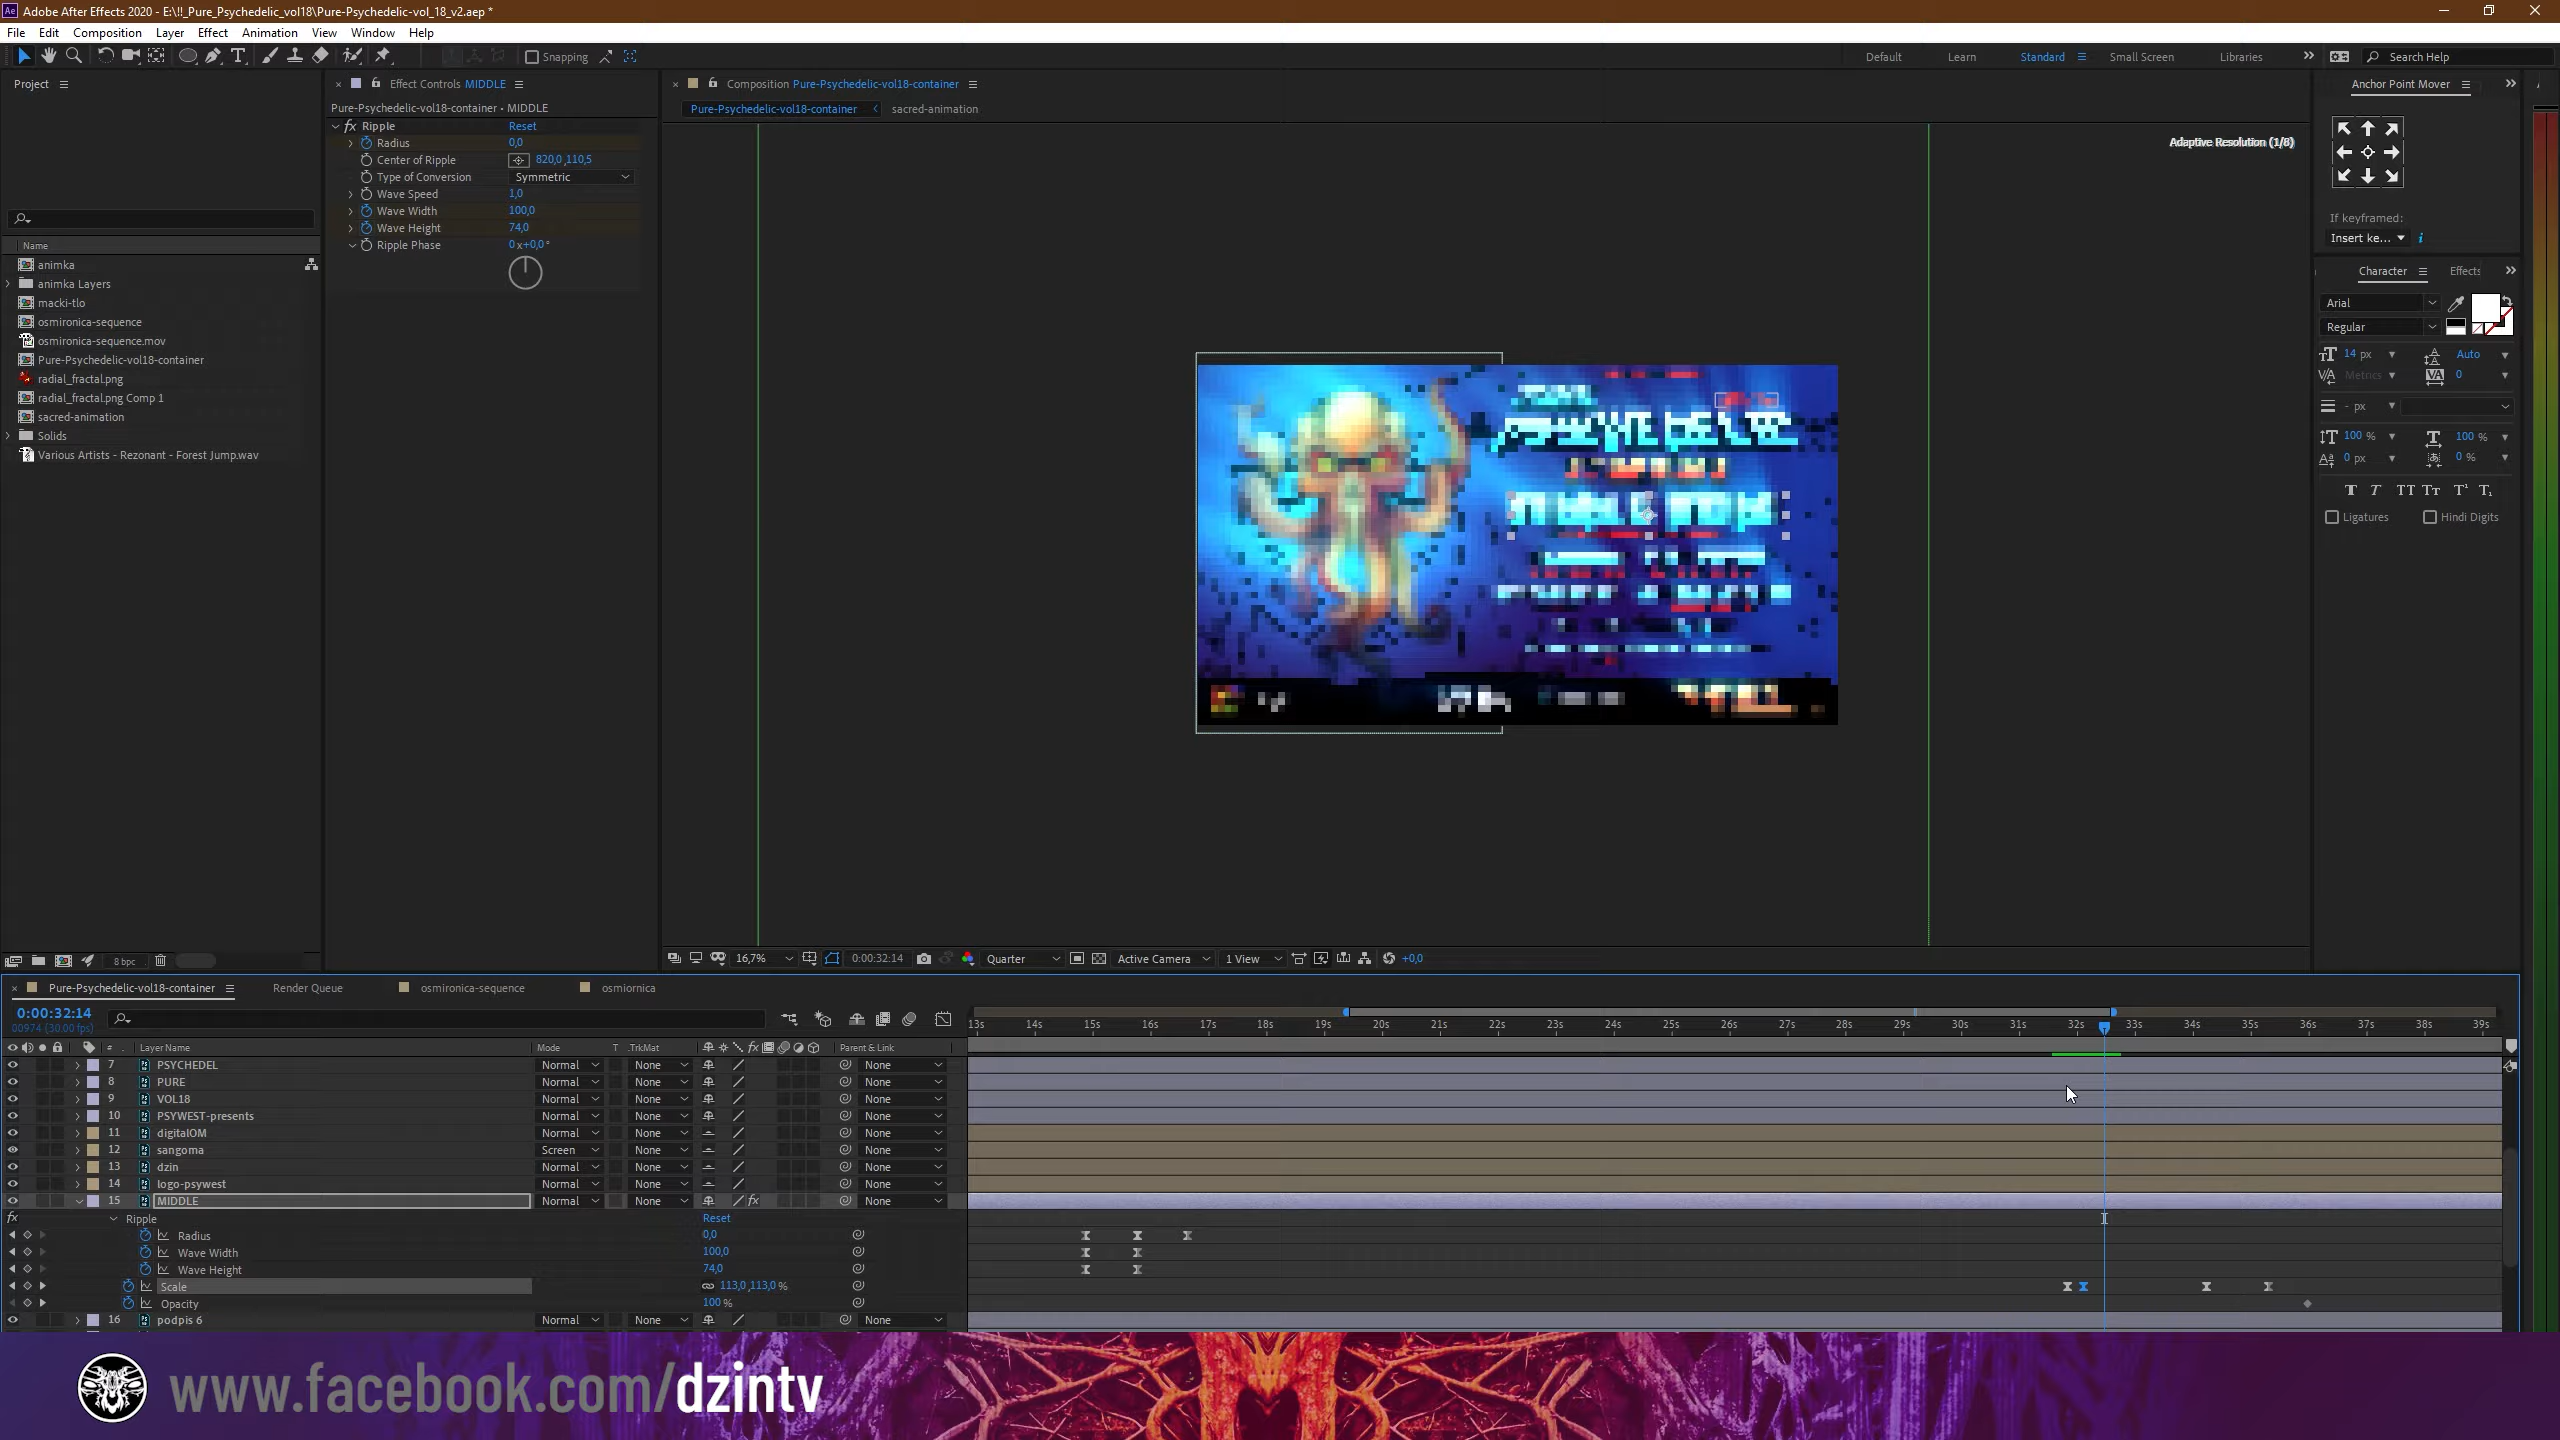 Adobe After Effects 2020 - E:\!!_Pure_Psychedelic_vol18\Pure-Psychedelic-vol_18_v2.aep *
File Edit Composition Layer Effect Animation View Window Help
Snapping
Default Learn Standard Small Screen Libraries Search Help
Project
Effect Controls MIDDLE
Pure-Psychedelic-vol18-container • MIDDLE
fx Ripple Reset
Radius 0,0
Center of Ripple 820,0 ,110,5
Type of Conversion Symmetric
Wave Speed 1,0
Wave Width 100,0
Wave Height 74,0
Ripple Phase 0 x+0,0 °
Name
animka
animka Layers
macki-tlo
osmironica-sequence
osmironica-sequence.mov
Pure-Psychedelic-vol18-container
radial_fractal.png
radial_fractal.png Comp 1
sacred-animation
Solids
Various Artists - Rezonant - Forest Jump.wav
8 bpc
Composition Pure-Psychedelic-vol18-container
Pure-Psychedelic-vol18-container sacred-animation
Adaptive Resolution (1/8)
16,7% 0:00:32:14 Quarter Active Camera 1 View +0,0
Anchor Point Mover
If keyframed:
Insert ke...
Character Effects
Arial
Regular
14 px Auto
Metrics 0
- px
100 % 100 %
0 px 0 %
Ligatures Hindi Digits
Pure-Psychedelic-vol18-container Render Queue osmironica-sequence osmiornica
0:00:32:14
00974 (30.00 fps)
13s 14s 15s 16s 17s 18s 19s 20s 21s 22s 23s 24s 25s 26s 27s 28s 29s 30s 31s 32s 33s 34s 35s 36s 37s 38s 39s
# Layer Name Mode T .TrkMat Parent & Link
7 PSYCHEDEL Normal None None
8 PURE Normal None None
9 VOL18 Normal None None
10 PSYWEST-presents Normal None None
11 digitalOM Normal None None
12 sangoma Screen None None
13 dzin Normal None None
14 logo-psywest Normal None None
15 MIDDLE Normal None fx None
fx Ripple Reset
Radius 0,0
Wave Width 100,0
Wave Height 74,0
Scale 113,0 ,113,0 %
Opacity 100 %
16 podpis 6 Normal None None
www.facebook.com/dzintv